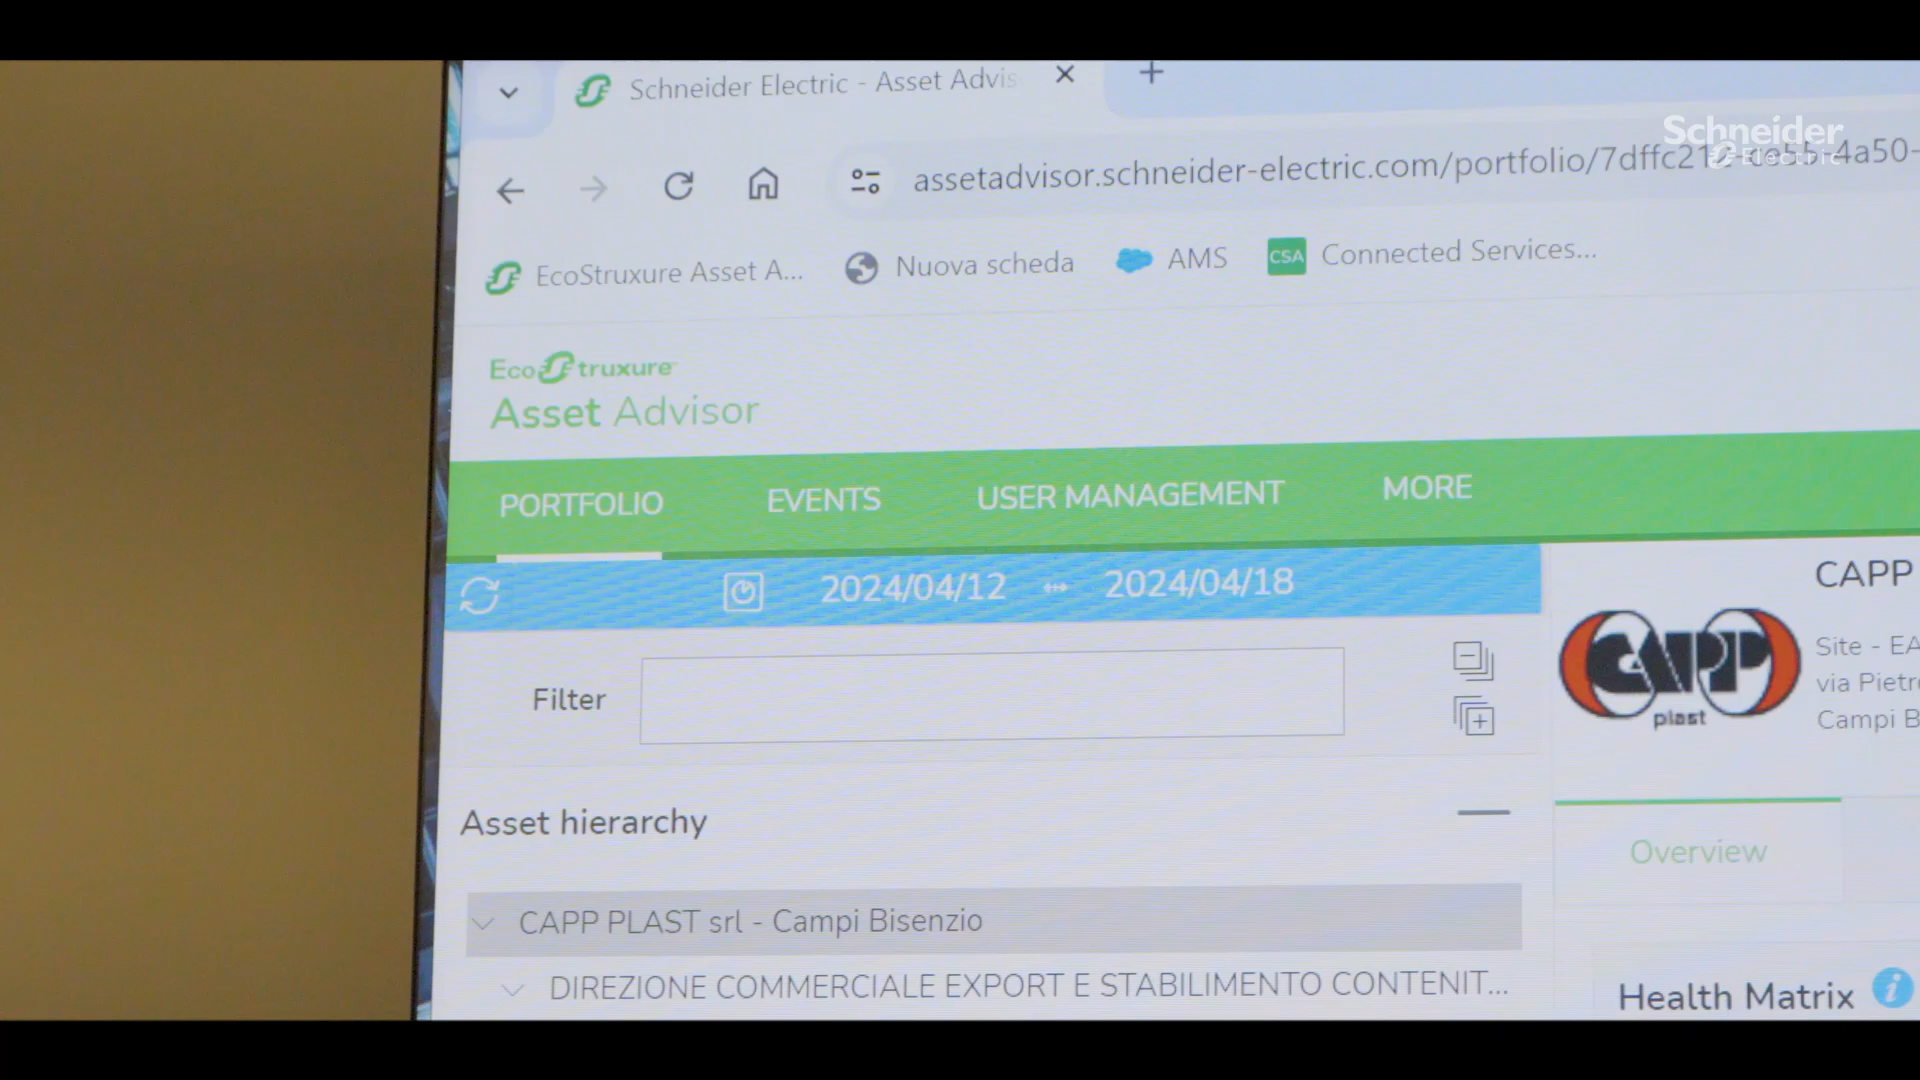 Schneider Electric - Asset Advis
Schneider
Electric
assetadvisor.schneider-electric.com/portfolio/7dffc21
4a50-
EcoStruxure Asset A...
Nuova scheda
AMS
CSA
Connected Services...
EcoStruxure
Asset Advisor
PORTFOLIO
EVENTS
USER MANAGEMENT
MORE
2024/04/12
2024/04/18
CAPP
Filter
CAPP
plast
Site - EA
via Pietr
Campi B
Asset hierarchy
Overview
CAPP PLAST srl - Campi Bisenzio
DIREZIONE COMMERCIALE EXPORT E STABILIMENTO CONTENIT...
Health Matrix